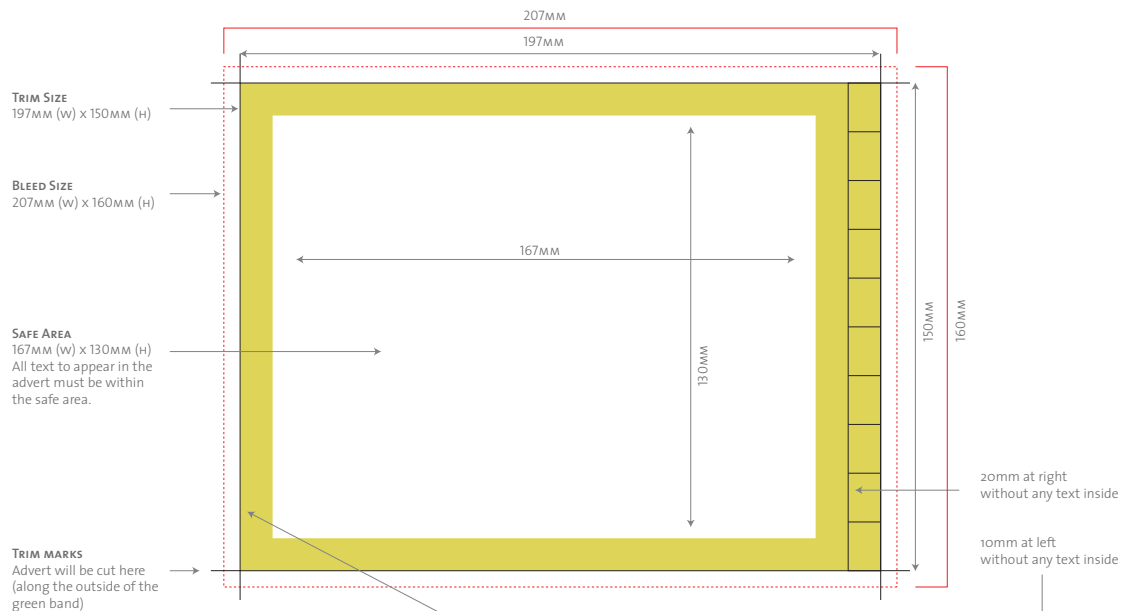 207MM
197MM
TRIM SIZE
197MM (W) x 150MM (H)
BLEED SIZE
207MM (W) x 160MM (H)
167MM
SAFE AREA
167MM (W) x 130MM (H)
All text to appear in the
advert must be within
the safe area.
130MM
150MM
160MM
20mm at right
without any text inside
10mm at left
without any text inside
TRIM MARKS
Advert will be cut here
(along the outside of the
green band)